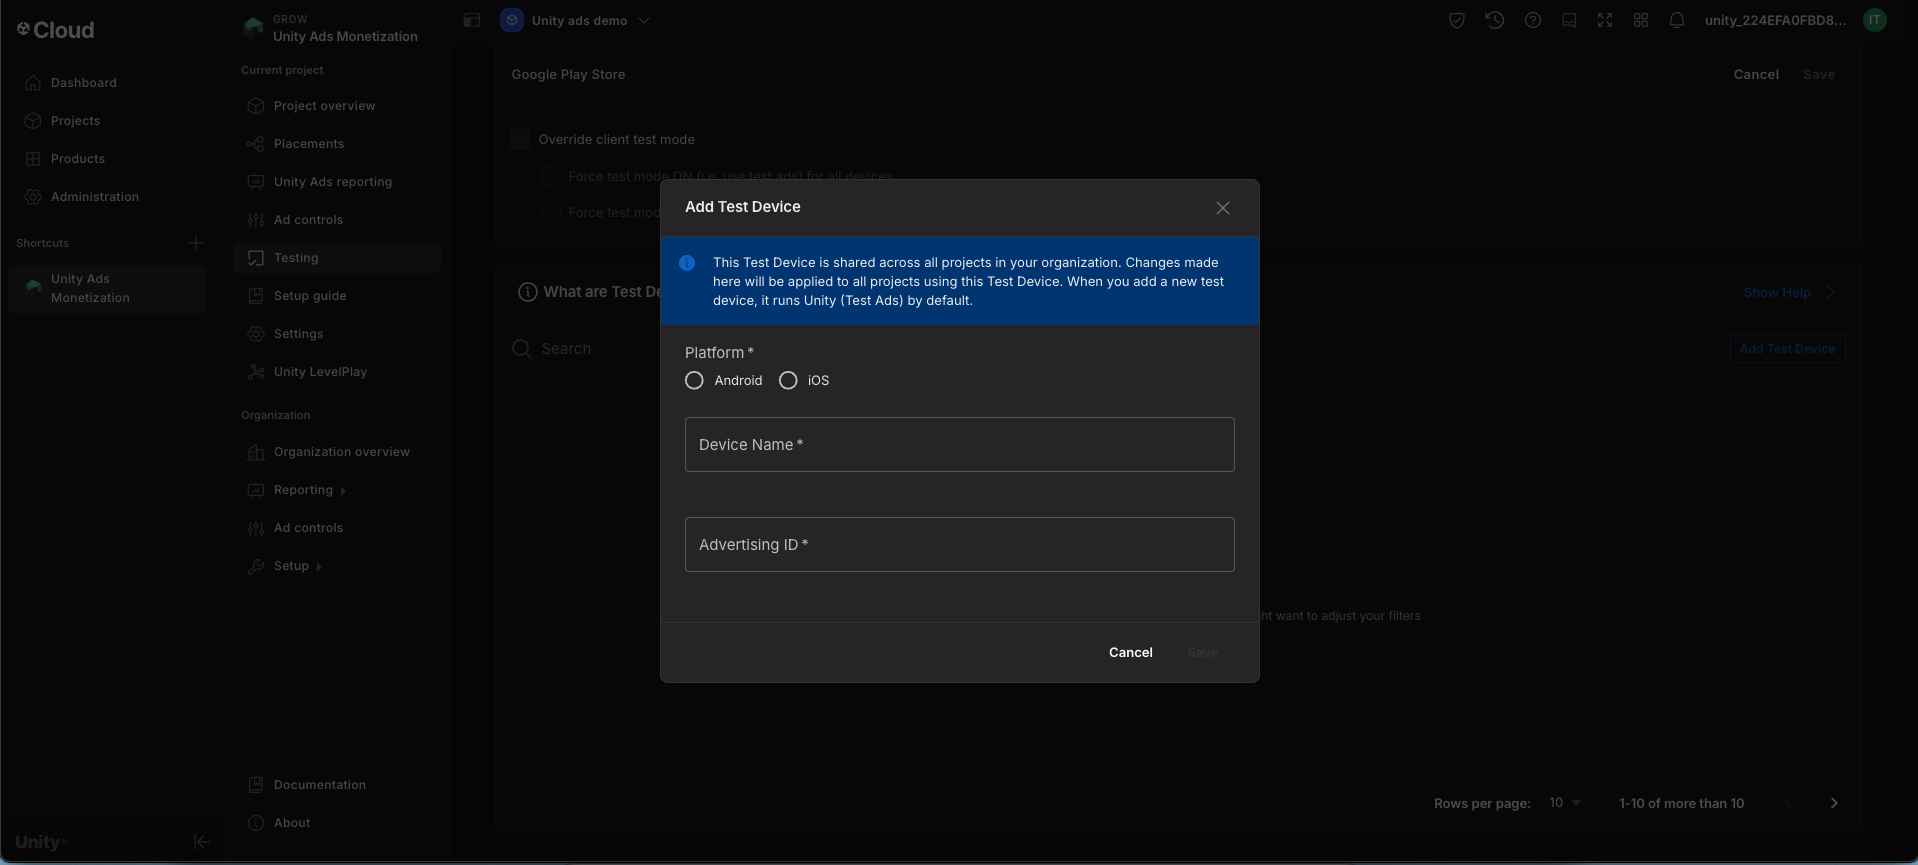 Cloud
Dashboard
Projects
Products
Administration
Shortcuts
Unity Ads
Monetization
Unity
GROW
Unity Ads Monetization
Current project
Project overview
Placements
Unity Ads reporting
Ad controls
Testing
Setup guide
Settings
Unity LevelPlay
Organization
Organization overview
Reporting
Ad controls
Setup
Documentation
About
Unity ads demo
unity_224EFA0FBD8...
IT
Google Play Store
Cancel
Save
Override client test mode
Force test mode ON (i.e. use test ads) for all devices
Force test mod
What are Test De
Show Help
Search
Add Test Device
Add Test Device
This Test Device is shared across all projects in your organization. Changes made
here will be applied to all projects using this Test Device. When you add a new test
device, it runs Unity (Test Ads) by default.
Platform *
Android
iOS
Device Name *
Advertising ID *
Cancel
Save
ht want to adjust your filters
Rows per page:
10
1-10 of more than 10